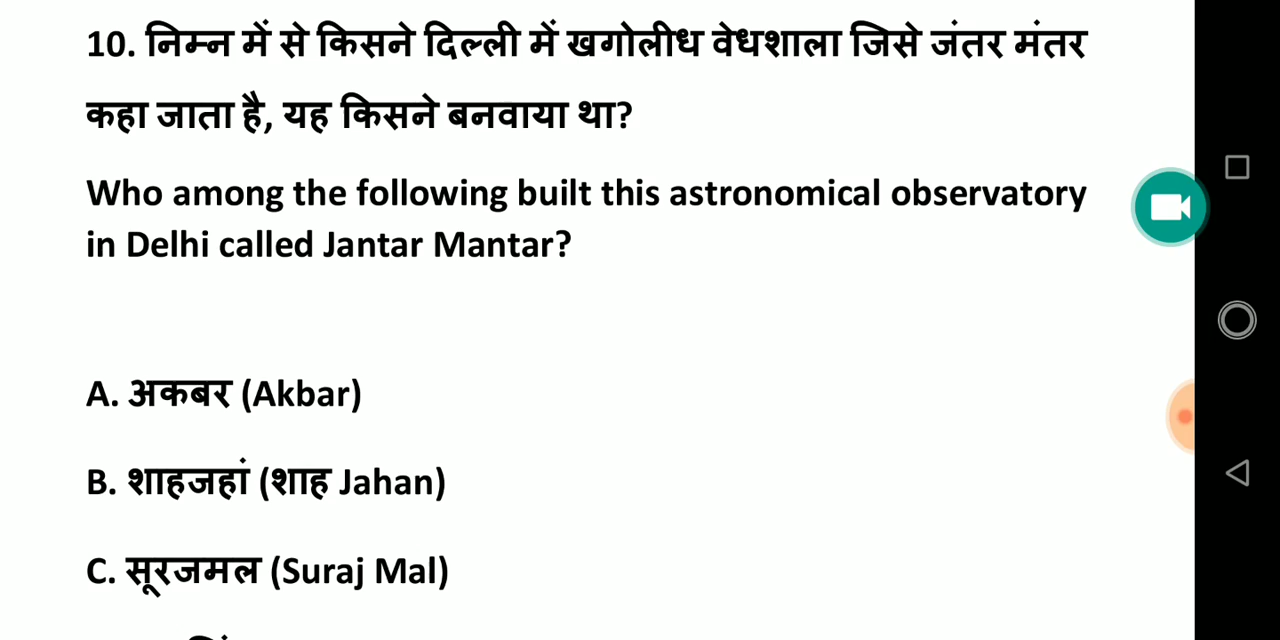 10. निम्न में से किसने दिल्ली में खगोलीध वेधशाला जिसे जंतर मंतर
कहा जाता है, यह किसने बनवाया था?
Who among the following built this astronomical observatory
in Delhi called Jantar Mantar?
A. अकबर (Akbar)
B. शाहजहां (शाह Jahan)
C. सूरजमल (Suraj Mal)